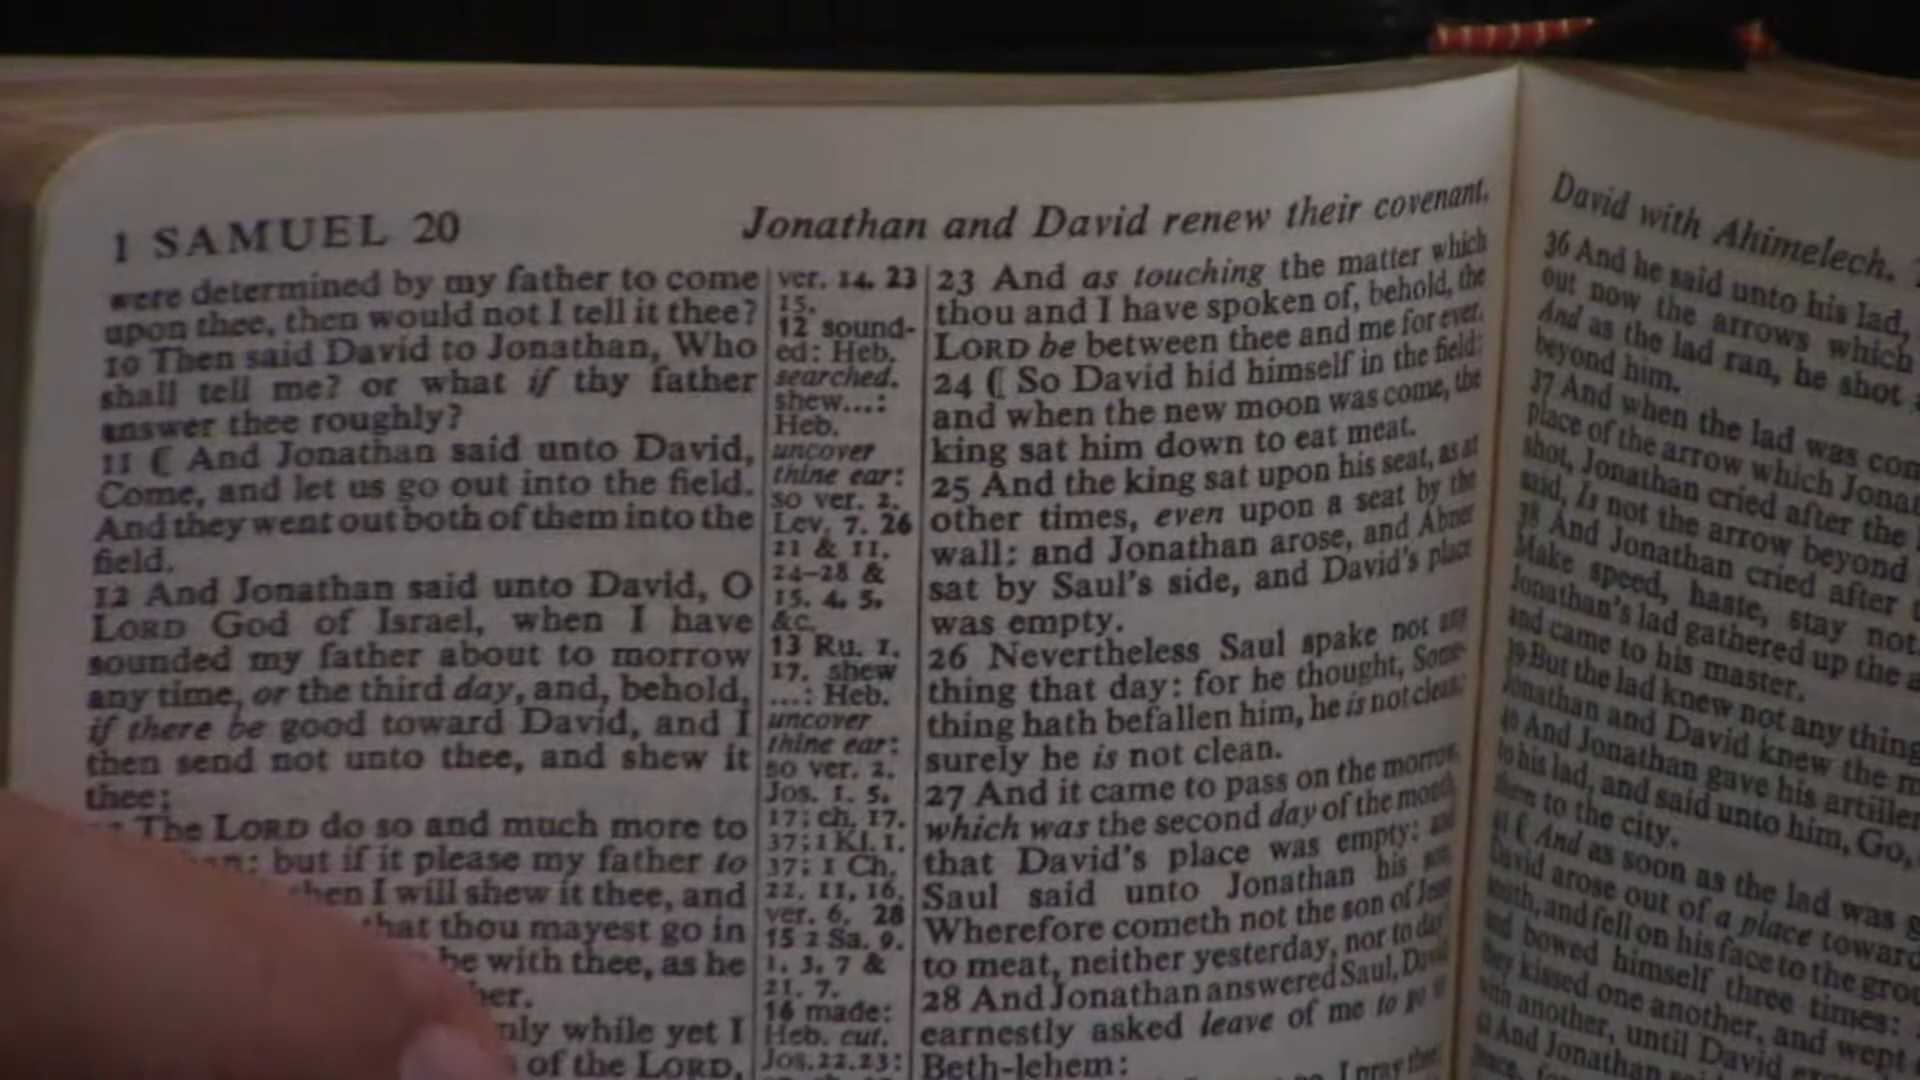 1 SAMUEL 20
Jonathan and David renew their covenant.
were determined by my father to come
upon thee, then would not I tell it thee?
10 Then said David to Jonathan, Who
shall tell me? or what if thy father
answer thee roughly?
11 ⁋ And Jonathan said unto David,
Come, and let us go out into the field.
And they went out both of them into the
field.
12 And Jonathan said unto David, O
LORD God of Israel, when I have
sounded my father about to morrow
any time, or the third day, and, behold,
if there be good toward David, and I
then send not unto thee, and shew it
thee;
The LORD do so and much more to
but if it please my father to
I will shew it thee, and
that thou mayest go in
be with thee, as he
while yet I
of the LORD,
ver. 14. 23
15.
12 sound-
ed: Heb.
searched.
shew...:
Heb.
uncover
thine ear:
so ver. 2.
Lev. 7. 26
21 & 11.
24-28 &
15. 4, 5,
&c.
13 Ru. 1.
17. shew
...: Heb.
uncover
thine ear:
so ver. 2.
Jos. 1. 5.
17; ch. 17.
37; 1 Ki. 1.
37; 1 Ch.
22. 11, 16.
ver. 6. 28
15 2 Sa. 9.
1, 3, 7 &
21. 7.
16 made:
Heb. cut.
Jos. 22. 23:
23 And as touching the matter which
thou and I have spoken of, behold, the
LORD be between thee and me for ever.
24 ⁋ So David hid himself in the field:
and when the new moon was come, the
king sat him down to eat meat.
25 And the king sat upon his seat, as at
other times, even upon a seat by the
wall: and Jonathan arose, and Abner
sat by Saul's side, and David's place
was empty.
26 Nevertheless Saul spake not any
thing that day: for he thought, Some-
thing hath befallen him, he is not clean;
surely he is not clean.
27 And it came to pass on the morrow,
which was the second day of the month,
that David's place was empty: and
Saul said unto Jonathan his son,
Wherefore cometh not the son of Jesse
to meat, neither yesterday, nor to day?
28 And Jonathan answered Saul, David
earnestly asked leave of me to go to
Beth-lehem:
I pray thee
David with Ahimelech.
36 And he said unto his lad,
out now the arrows which
And as the lad ran, he shot
beyond him.
37 And when the lad was
place of the arrow which
shot, Jonathan cried after the
said, Is not the arrow beyond
38 And Jonathan cried after
Make speed, haste, stay not.
Jonathan's lad gathered up the
and came to his master.
39 But the lad knew not any thing
Jonathan and David knew the
40 And Jonathan gave his
to his lad, and said unto him, Go,
them to the city.
41 ⁋ And as soon as the lad was
David arose out of a place toward
south, and fell on his face to the
and bowed himself three times:
they kissed one another, and wept
with another, until David
42 And Jonathan